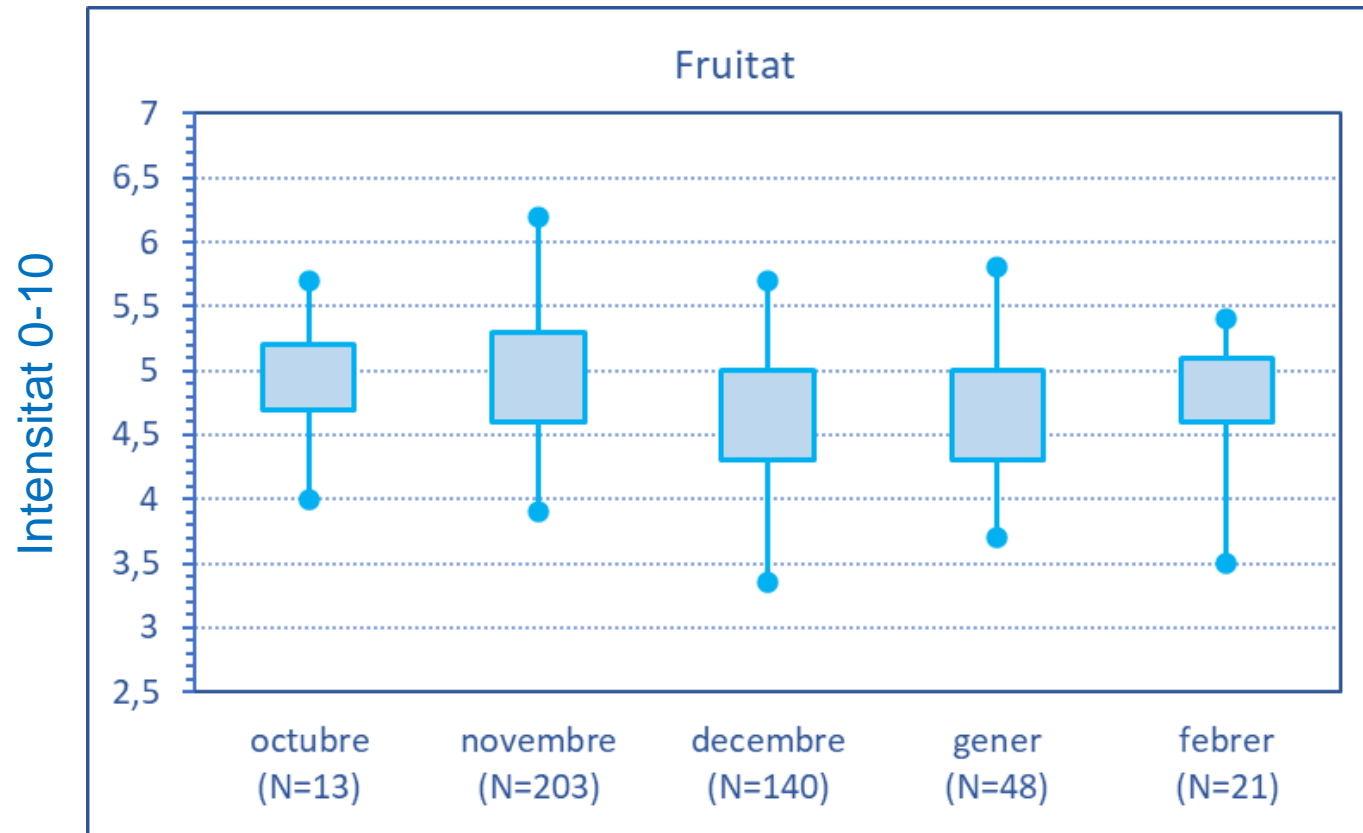 Fruitat
Intensitat 0-10
7
6,5
6
5,5
5
4,5
4
3,5
3
2,5
octubre
(N=13)
novembre
(N=203)
decembre
(N=140)
gener
(N=48)
febrer
(N=21)